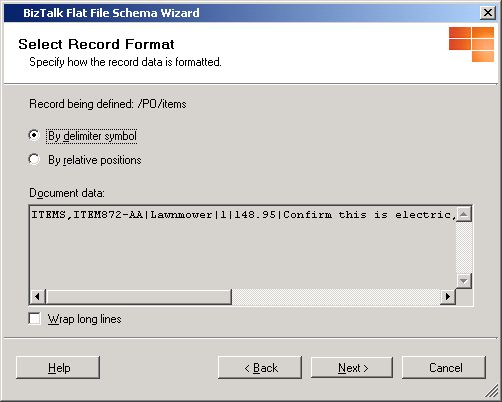 BizTalk Flat File Schema Wizard
Select Record Format
Specify how the record data is formatted.
Record being defined: /PO/items
By delimiter symbol
By relative positions
Document data:
ITEMS,ITEM872-AA|Lawnmower|1|148.95|Confirm this is electric,
Wrap long lines
Help
< Back
Next >
Cancel